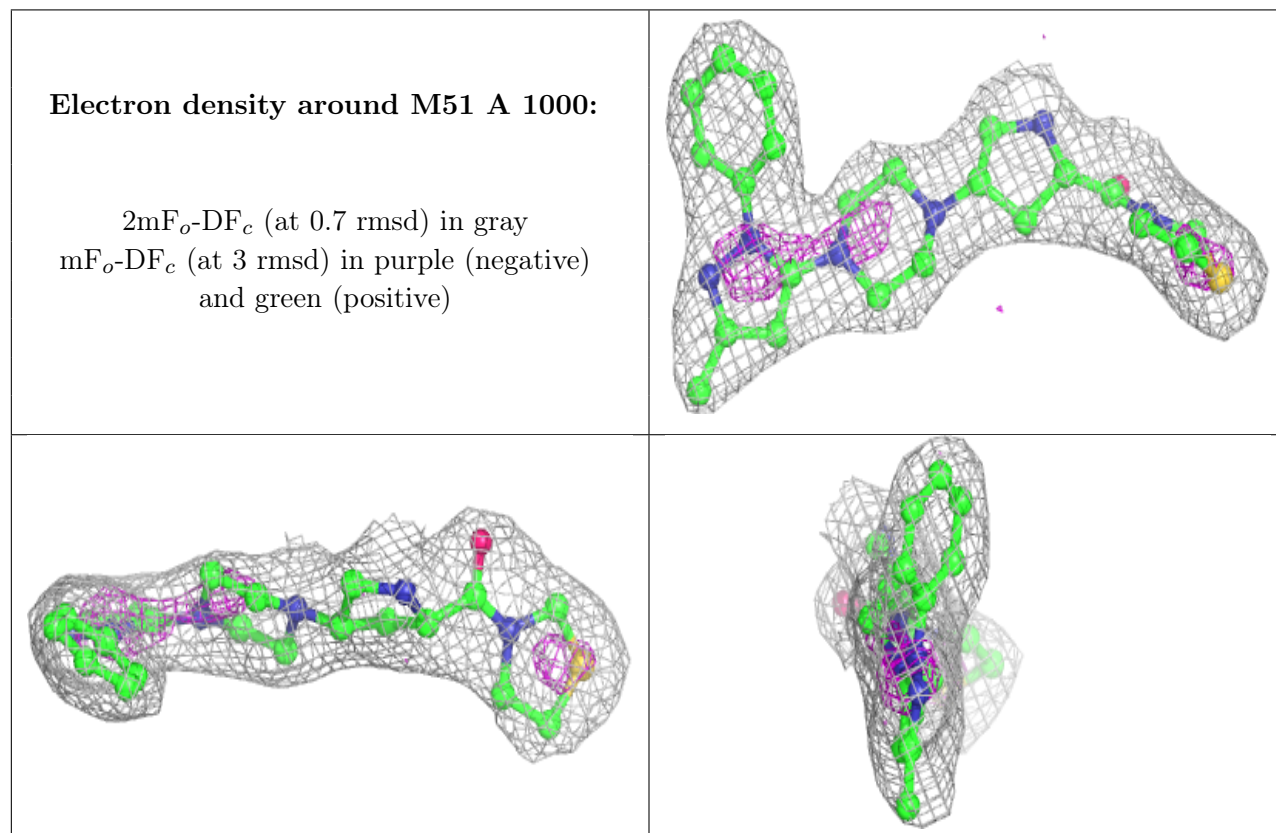 Electron density around M51 A 1000:
2mFo-DFc (at 0.7 rmsd) in gray
mFo-DFc (at 3 rmsd) in purple (negative)
and green (positive)